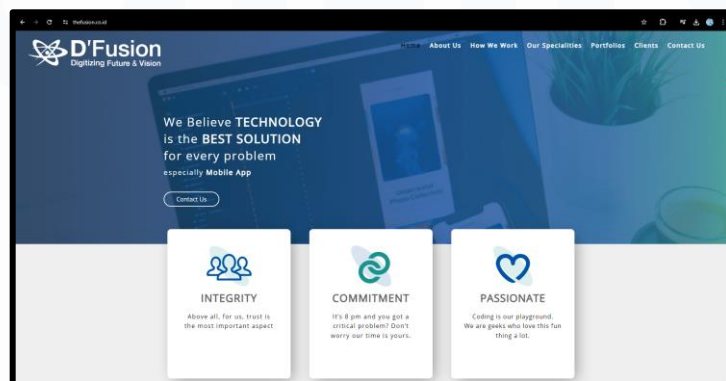 thefusion.co.id
D'Fusion
Digitizing Future & Vision
Home About Us How We Work Our Specialities Portfolios Clients Contact Us
We Believe TECHNOLOGY
is the BEST SOLUTION
for every problem
especially Mobile App
Contact Us
INTEGRITY
Above all, for us, trust is
the most important aspect
COMMITMENT
It's 8 pm and you got a
critical problem? Don't
worry our time is yours.
PASSIONATE
Coding is our playground.
We are geeks who love this fun
thing a lot.